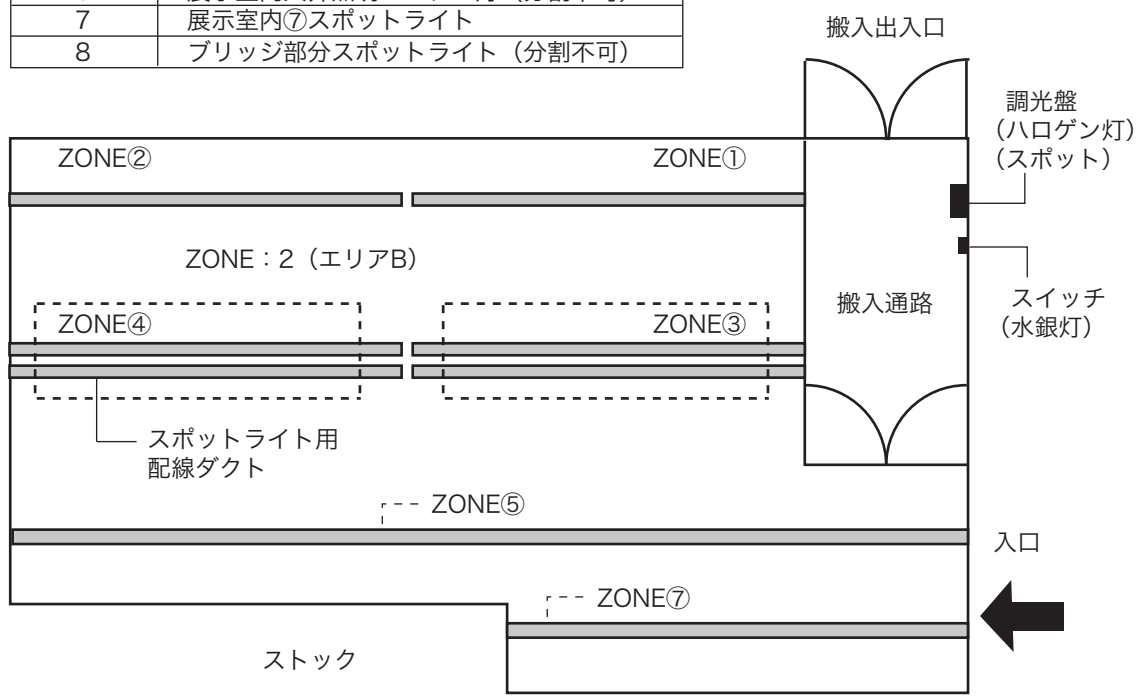 7 展示室内⑦スポットライト
8 ブリッジ部分スポットライト（分割不可）
搬入出入口
調光盤
（ハロゲン灯）
（スポット）
ZONE②
ZONE①
ZONE：2（エリアB）
搬入通路
スイッチ
（水銀灯）
ZONE④
ZONE③
スポットライト用
配線ダクト
ZONE⑤
入口
ZONE⑦
ストック